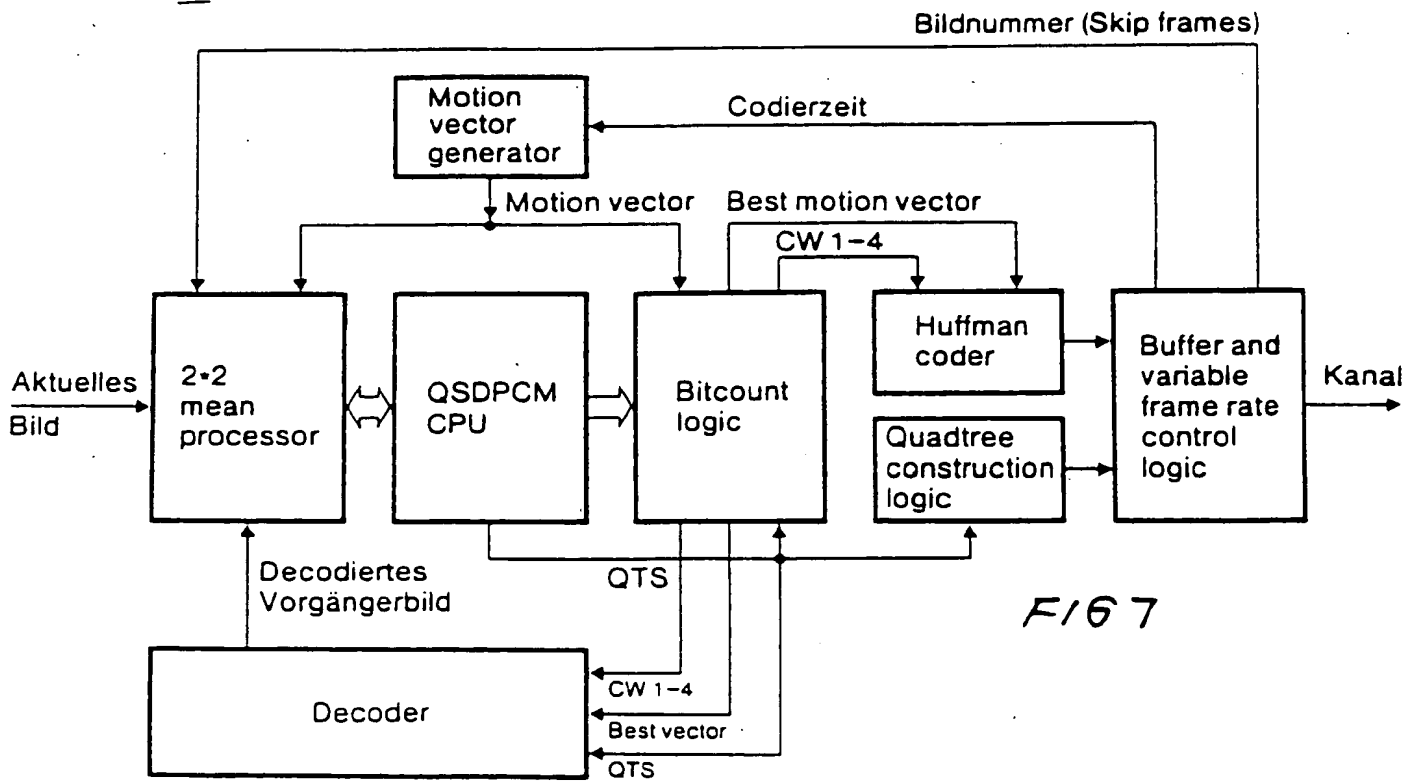 Bildnummer (Skip frames)
Motion
vector
generator
Codierzeit
Motion vector
Best motion vector
CW 1-4
Aktuelles
Bild
2*2
mean
processor
QSDPCM
CPU
Bitcount
logic
Huffman
coder
Quadtree
construction
logic
Buffer and
variable
frame rate
control
logic
Kanal
Decodiertes
Vorgängerbild
QTS
FIG 7
Decoder
CW 1-4
Best vector
QTS